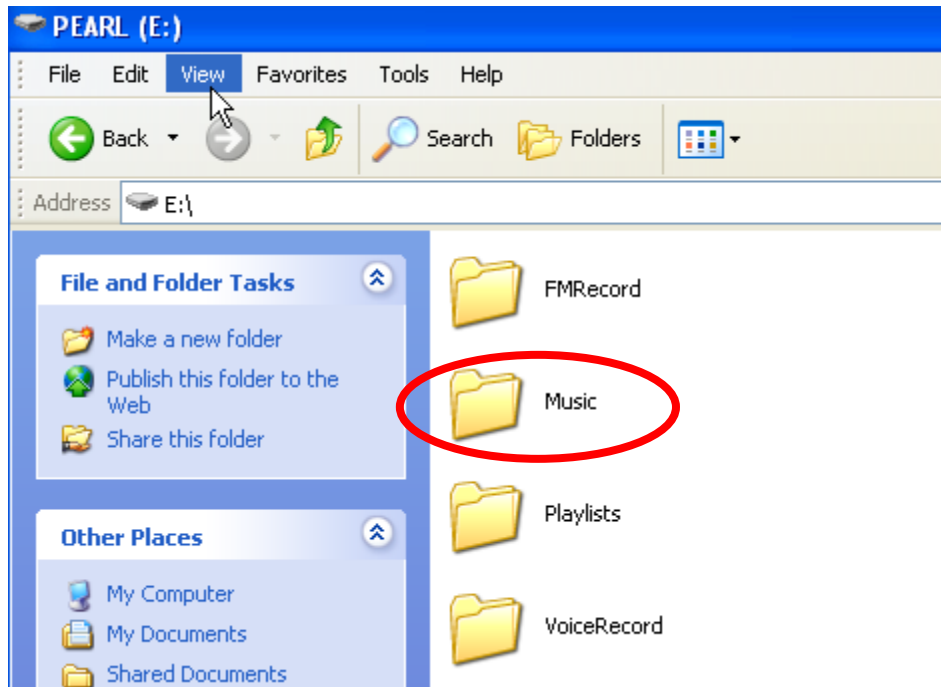 PEARL (E:)
File Edit View Favorites Tools Help
Back Search Folders
Address E:\
File and Folder Tasks
Make a new folder
Publish this folder to the
Web
Share this folder
Other Places
My Computer
My Documents
Shared Documents
FMRecord
Music
Playlists
VoiceRecord